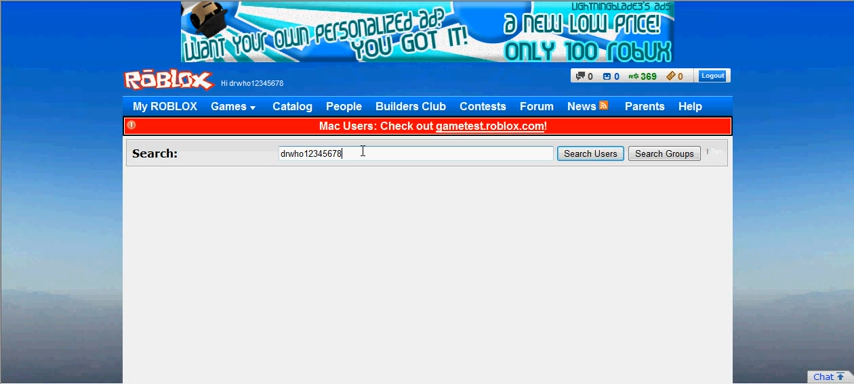 LIGHTNINGBLADE3'S ADS
WANT YOUR OWN PERSONALIZED AD?
YOU GOT IT!
A NEW LOW PRICE!
ONLY 100 ROBUX
ROBLOX
Hi drwho12345678
0 0 R$ 369 0 Logout
My ROBLOX Games Catalog People Builders Club Contests Forum News Parents Help
Mac Users: Check out gametest.roblox.com!
Search: drwho12345678 Search Users Search Groups
Chat